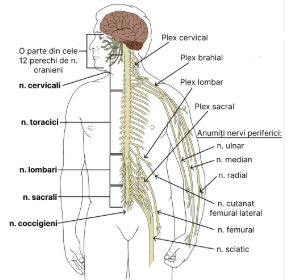 O parte din cele
12 perechi de n.
cranieni
n. cervicali
n. toracici
n. lombari
n. sacrali
n. coccigieni
Plex cervical
Plex brahial
Plex lombar
Plex sacral
Anumiți nervi periferici:
n. ulnar
n. median
n. radial
n. cutanat
femural lateral
n. femural
n. sciatic